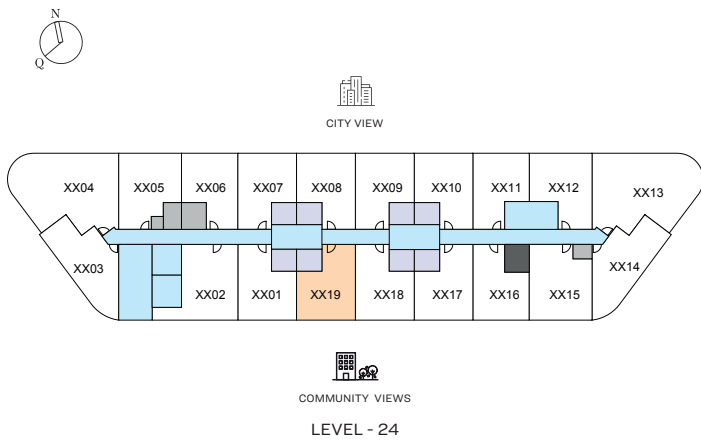 N
Q
CITY VIEW
XX04 XX05 XX06 XX07 XX08 XX09 XX10 XX11 XX12 XX13
XX03 XX02 XX01 XX19 XX18 XX17 XX16 XX15 XX14
COMMUNITY VIEWS
LEVEL - 24